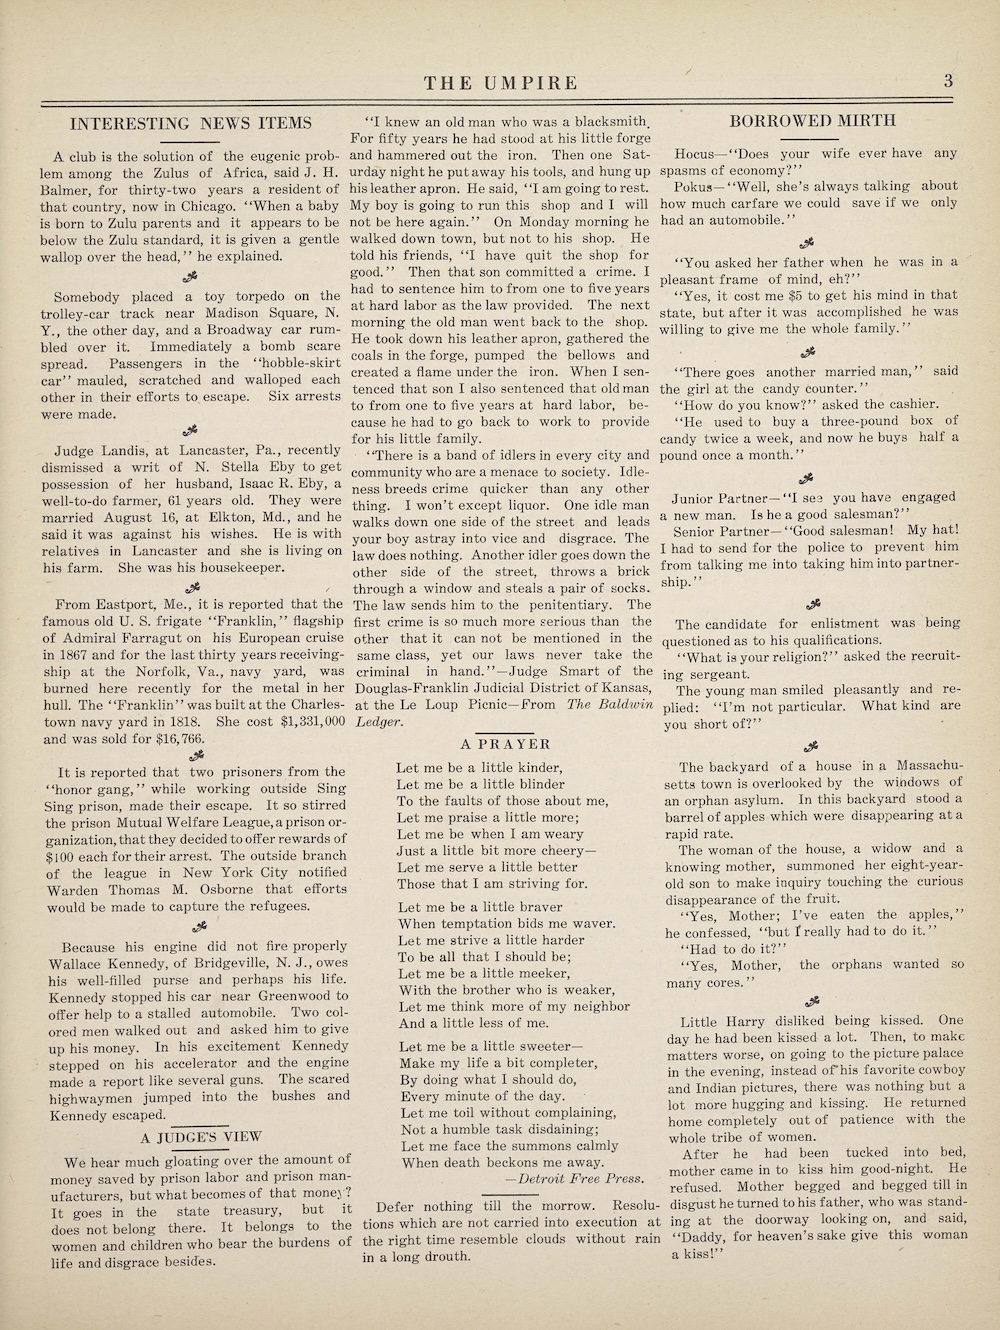 THE UMPIRE
3
INTERESTING NEWS ITEMS
A club is the solution of the eugenic prob-
lem among the Zulus of Africa, said J. H.
Balmer, for thirty-two years a resident of
that country, now in Chicago. "When a baby
is born to Zulu parents and it appears to be
below the Zulu standard, it is given a gentle
wallop over the head," he explained.
Somebody placed a toy torpedo on the
trolley-car track near Madison Square, N.
Y., the other day, and a Broadway car rum-
bled over it. Immediately a bomb scare
spread. Passengers in the "hobble-skirt
car" mauled, scratched and walloped each
other in their efforts to escape. Six arrests
were made.
Judge Landis, at Lancaster, Pa., recently
dismissed a writ of N. Stella Eby to get
possession of her husband, Isaac R. Eby, a
well-to-do farmer, 61 years old. They were
married August 16, at Elkton, Md., and he
said it was against his wishes. He is with
relatives in Lancaster and she is living on
his farm. She was his housekeeper.
From Eastport, Me., it is reported that the
famous old U. S. frigate "Franklin," flagship
of Admiral Farragut on his European cruise
in 1867 and for the last thirty years receiving-
ship at the Norfolk, Va., navy yard, was
burned here recently for the metal in her
hull. The "Franklin" was built at the Charles-
town navy yard in 1818. She cost $1,331,000
and was sold for $16,766.
It is reported that two prisoners from the
"honor gang," while working outside Sing
Sing prison, made their escape. It so stirred
the prison Mutual Welfare League, a prison or-
ganization, that they decided to offer rewards of
$100 each for their arrest. The outside branch
of the league in New York City notified
Warden Thomas M. Osborne that efforts
would be made to capture the refugees.
Because his engine did not fire properly
Wallace Kennedy, of Bridgeville, N. J., owes
his well-filled purse and perhaps his life.
Kennedy stopped his car near Greenwood to
offer help to a stalled automobile. Two col-
ored men walked out and asked him to give
up his money. In his excitement Kennedy
stepped on his accelerator and the engine
made a report like several guns. The scared
highwaymen jumped into the bushes and
Kennedy escaped.
A JUDGE'S VIEW
We hear much gloating over the amount of
money saved by prison labor and prison man-
ufacturers, but what becomes of that money?
It goes in the state treasury, but it
does not belong there. It belongs to the
women and children who bear the burdens of
life and disgrace besides.
"I knew an old man who was a blacksmith.
For fifty years he had stood at his little forge
and hammered out the iron. Then one Sat-
urday night he put away his tools, and hung up
his leather apron. He said, "I am going to rest.
My boy is going to run this shop and I will
not be here again." On Monday morning he
walked down town, but not to his shop. He
told his friends, "I have quit the shop for
good." Then that son committed a crime. I
had to sentence him to from one to five years
at hard labor as the law provided. The next
morning the old man went back to the shop.
He took down his leather apron, gathered the
coals in the forge, pumped the bellows and
created a flame under the iron. When I sen-
tenced that son I also sentenced that old man
to from one to five years at hard labor, be-
cause he had to go back to work to provide
for his little family.
"There is a band of idlers in every city and
community who are a menace to society. Idle-
ness breeds crime quicker than any other
thing. I won't except liquor. One idle man
walks down one side of the street and leads
your boy astray into vice and disgrace. The
law does nothing. Another idler goes down the
other side of the street, throws a brick
through a window and steals a pair of socks.
The law sends him to the penitentiary. The
first crime is so much more serious than the
other that it can not be mentioned in the
same class, yet our laws never take the
criminal in hand."—Judge Smart of the
Douglas-Franklin Judicial District of Kansas,
at the Le Loup Picnic—From The Baldwin
Ledger.
A PRAYER
Let me be a little kinder,
Let me be a little blinder
To the faults of those about me,
Let me praise a little more;
Let me be when I am weary
Just a little bit more cheery—
Let me serve a little better
Those that I am striving for.
Let me be a little braver
When temptation bids me waver.
Let me strive a little harder
To be all that I should be;
Let me be a little meeker,
With the brother who is weaker,
Let me think more of my neighbor
And a little less of me.
Let me be a little sweeter—
Make my life a bit completer,
By doing what I should do,
Every minute of the day.
Let me toil without complaining,
Not a humble task disdaining;
Let me face the summons calmly
When death beckons me away.
—Detroit Free Press.
Defer nothing till the morrow. Resolu-
tions which are not carried into execution at
the right time resemble clouds without rain
in a long drouth.
BORROWED MIRTH
Hocus—"Does your wife ever have any
spasms of economy?"
Pokus—"Well, she's always talking about
how much carfare we could save if we only
had an automobile."
"You asked her father when he was in a
pleasant frame of mind, eh?"
"Yes, it cost me $5 to get his mind in that
state, but after it was accomplished he was
willing to give me the whole family."
"There goes another married man," said
the girl at the candy counter."
"How do you know?" asked the cashier.
"He used to buy a three-pound box of
candy twice a week, and now he buys half a
pound once a month."
Junior Partner—"I see you have engaged
a new man. Is he a good salesman?"
Senior Partner—"Good salesman! My hat!
I had to send for the police to prevent him
from talking me into taking him into partner-
ship."
The candidate for enlistment was being
questioned as to his qualifications.
"What is your religion?" asked the recruit-
ing sergeant.
The young man smiled pleasantly and re-
plied: "I'm not particular. What kind are
you short of?"
The backyard of a house in a Massachu-
setts town is overlooked by the windows of
an orphan asylum. In this backyard stood a
barrel of apples which were disappearing at a
rapid rate.
The woman of the house, a widow and a
knowing mother, summoned her eight-year-
old son to make inquiry touching the curious
disappearance of the fruit.
"Yes, Mother; I've eaten the apples,"
he confessed, "but I really had to do it."
"Had to do it?"
"Yes, Mother, the orphans wanted so
many cores."
Little Harry disliked being kissed. One
day he had been kissed a lot. Then, to make
matters worse, on going to the picture palace
in the evening, instead of his favorite cowboy
and Indian pictures, there was nothing but a
lot more hugging and kissing. He returned
home completely out of patience with the
whole tribe of women.
After he had been tucked into bed,
mother came in to kiss him good-night. He
refused. Mother begged and begged till in
disgust he turned to his father, who was stand-
ing at the doorway looking on, and said,
"Daddy, for heaven's sake give this woman
a kiss!"